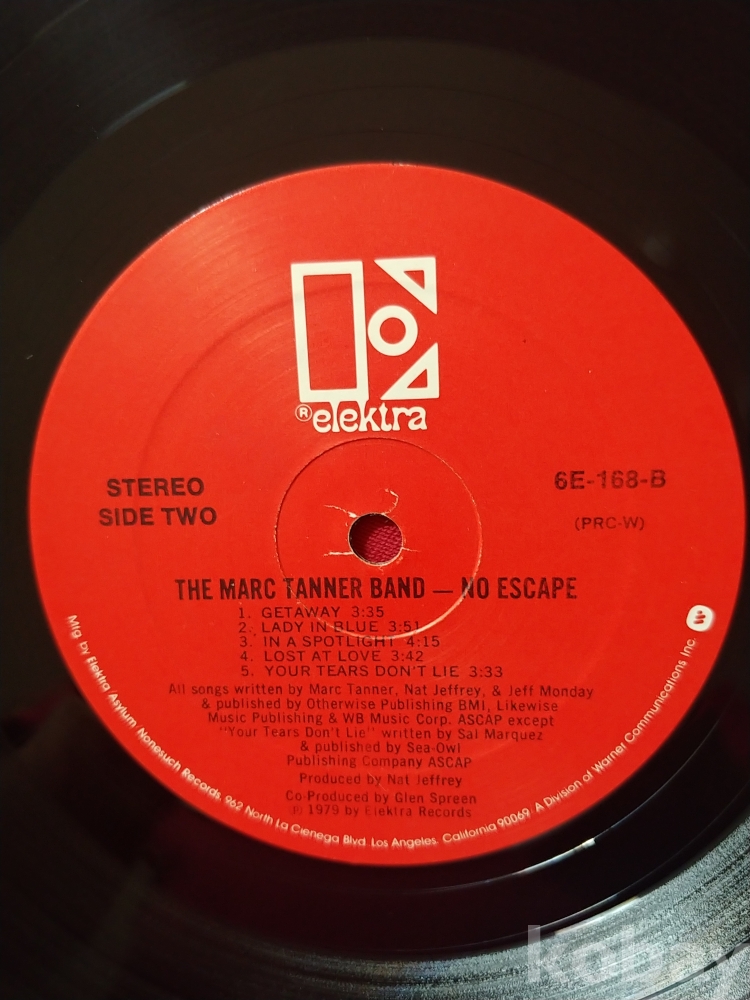 ® elektra
STEREO
SIDE TWO
6E-168-B
(PRC-W)
THE MARC TANNER BAND — NO ESCAPE
1. GETAWAY 3:35
2. LADY IN BLUE 3:51
3. IN A SPOTLIGHT 4:15
4. LOST AT LOVE 3:42
5. YOUR TEARS DON'T LIE 3:33
All songs written by Marc Tanner, Nat Jeffrey, & Jeff Monday
& published by Otherwise Publishing BMI, Likewise
Music Publishing & WB Music Corp. ASCAP except
"Your Tears Don't Lie" written by Sal Marquez
& published by Sea-Owl
Publishing Company ASCAP
Produced by Nat Jeffrey
Co-Produced by Glen Spreen
℗ 1979 by Elektra Records
Mfg by Elektra Asylum Nonesuch Records, 962 North La Cienega Blvd. Los Angeles, California 90069. A Division of Warner Communications Inc.